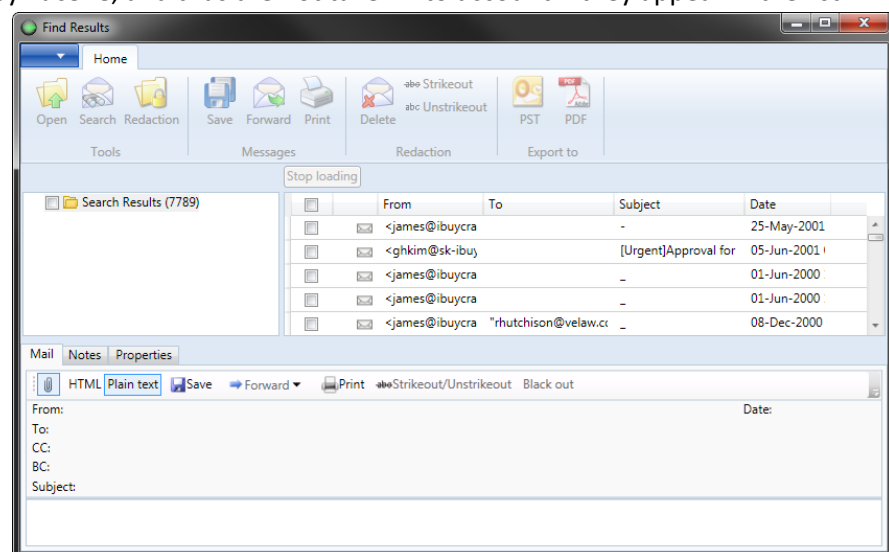 Find Results
Home
Open Search Redaction Save Forward Print Delete abc Strikeout abc Unstrikeout PST PDF
Tools Messages Redaction Export to
Stop loading
Search Results (7789)
From To Subject Date
<james@ibuycra - 25-May-2001
<ghkim@sk-ibuy [Urgent]Approval for 05-Jun-2001
<james@ibuycra _ 01-Jun-2000
<james@ibuycra _ 01-Jun-2000
<james@ibuycra "rhutchison@velaw.cc _ 08-Dec-2000
Mail Notes Properties
HTML Plain text Save Forward Print abcStrikeout/Unstrikeout Black out
From: Date:
To:
CC:
BC:
Subject: